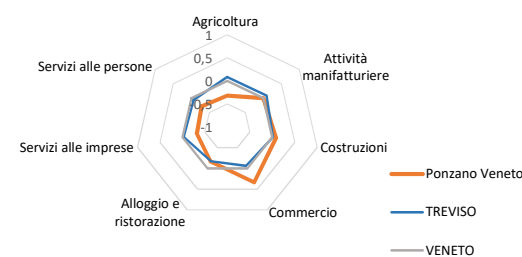 Agricoltura
1
0,5
0
-0,5
-1
Attività
manifatturiere
Costruzioni
Commercio
Alloggio e
ristorazione
Servizi alle imprese
Servizi alle persone
Ponzano Veneto
TREVISO
VENETO